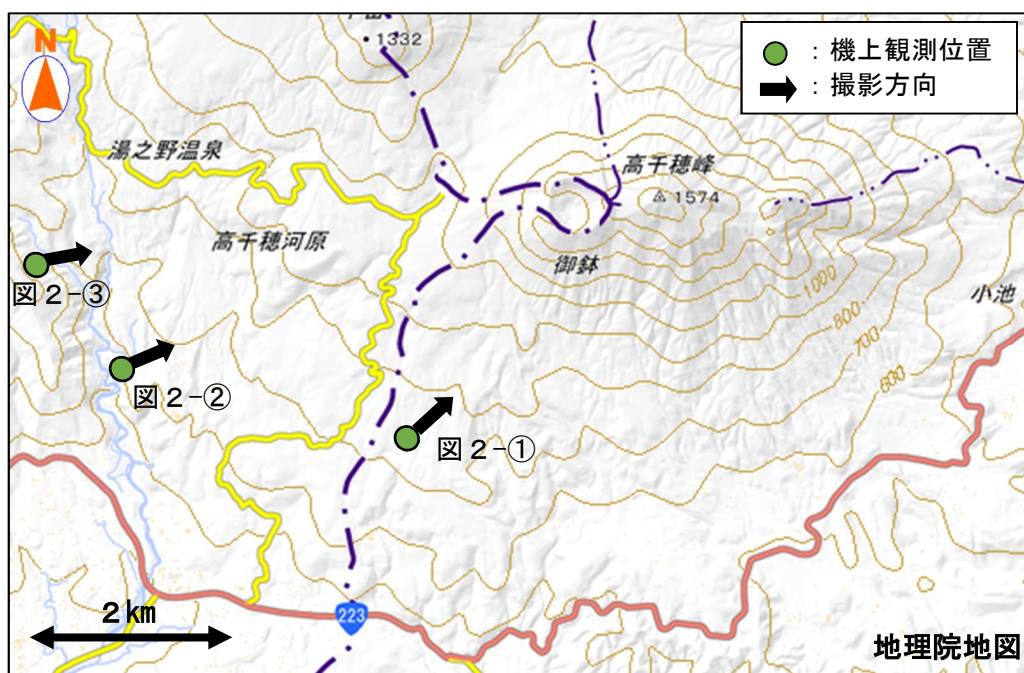 N
・1332
：機上観測位置
：撮影方向
湯之野温泉
高千穂峰
1574
高千穂河原
御鉢
小池
1000
800
700
600
図２-③
図２-②
図２-①
223
２km
地理院地図